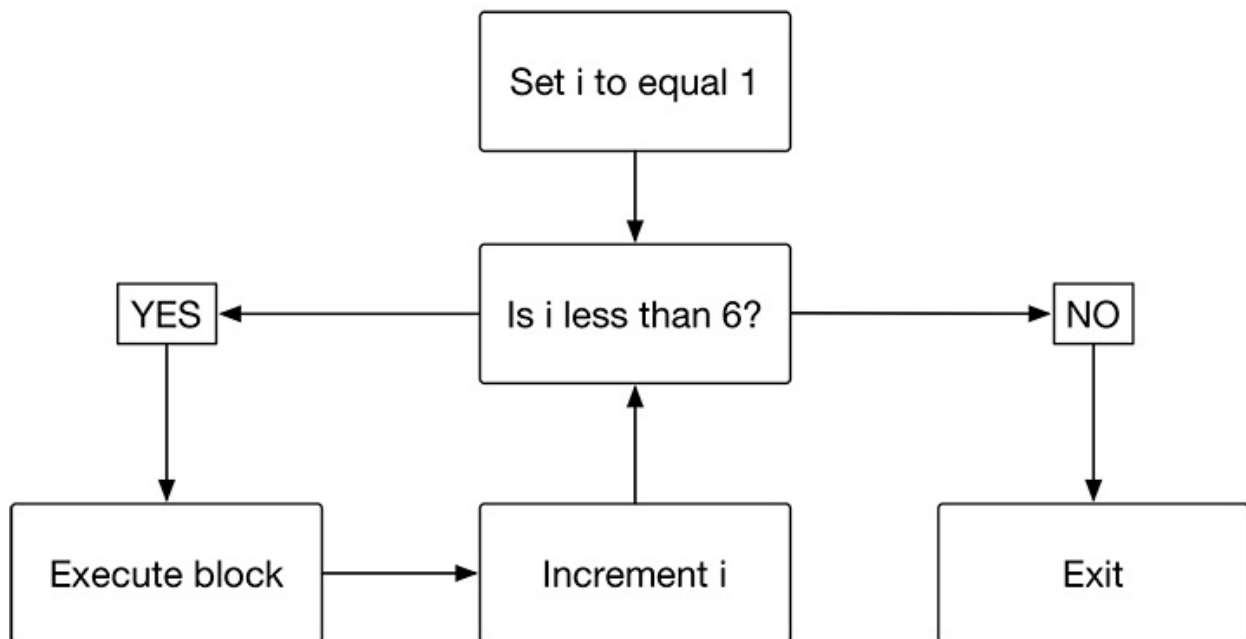 Set i to equal 1
YES
Is i less than 6?
NO
Execute block
Increment i
Exit